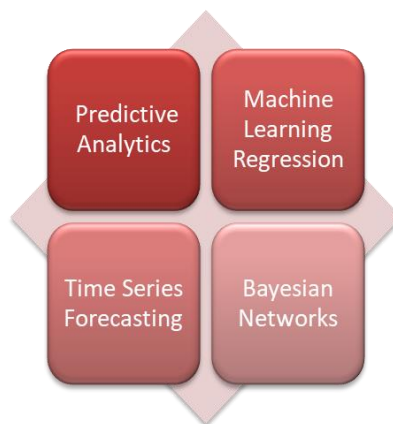 Predictive
Analytics
Machine
Learning
Regression
Time Series
Forecasting
Bayesian
Networks